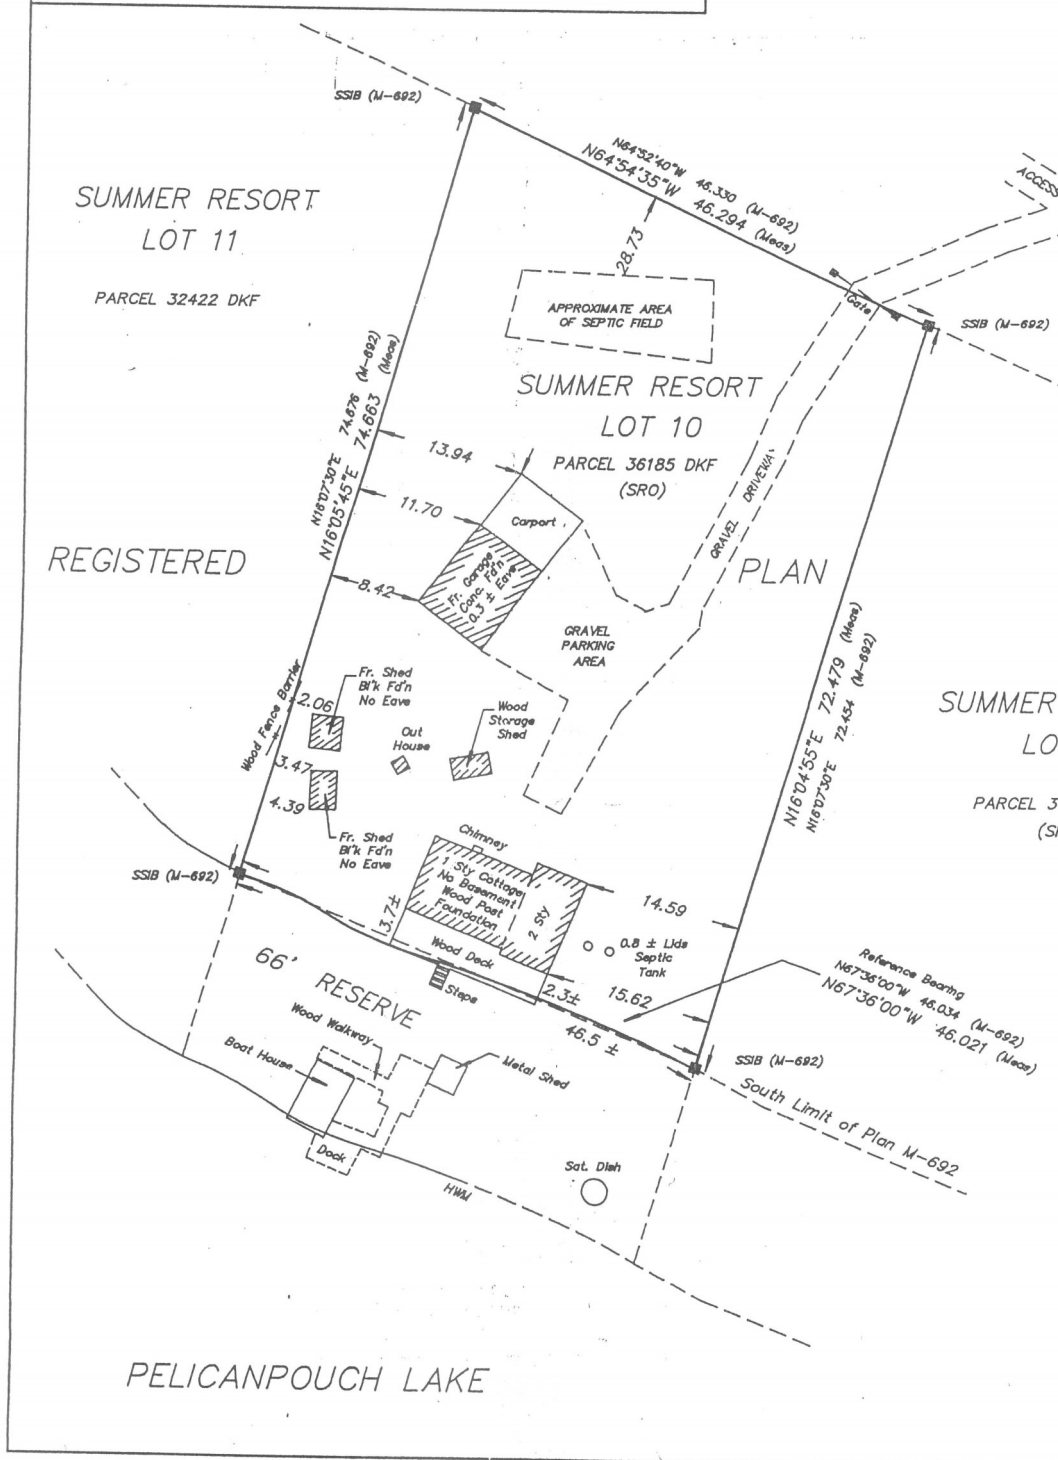 SSIB (M-692)
N64°52'40"W 46.330 (M-692)
N64°54'35"W 46.294 (Meas)
ACCESS
SUMMER RESORT
LOT 11
PARCEL 32422 DKF
28.73
APPROXIMATE AREA
OF SEPTIC FIELD
Gate
SSIB (M-692)
SUMMER RESORT
LOT 10
PARCEL 36185 DKF
(SRO)
N16°07'30"E 74.676 (M-692)
N16°05'45"E 74.663 (Meas)
13.94
11.70
8.42
Carport
Fr. Garage
Conc. Fd'n
0.3 ± Eave
GRAVEL DRIVEWAY
REGISTERED
PLAN
GRAVEL
PARKING
AREA
N16°04'55"E 72.479 (Meas)
N16°07'30"E 72.454 (M-692)
SUMMER
LO
PARCEL 3
Wood Fence Barrier
2.06
Fr. Shed
Bl'k Fd'n
No Eave
Out
House
Wood
Storage
Shed
3.47
4.39
Fr. Shed
Bl'k Fd'n
No Eave
SSIB (M-692)
Chimney
1 Sty Cottage
No Basement
Wood Post
Foundation
2 Sty
3.7±
Wood Deck
Steps
14.59
0.8 ± Lids
Septic
Tank
2.3±
15.62
46.5 ±
Reference Bearing
N67°36'00"W 46.034 (M-692)
N67°36'00"W 46.021 (Meas)
66' RESERVE
Wood Walkway
Boat House
Metal Shed
Dock
SSIB (M-692)
South Limit of Plan M-692
Sat. Dish
HWM
PELICANPOUCH LAKE